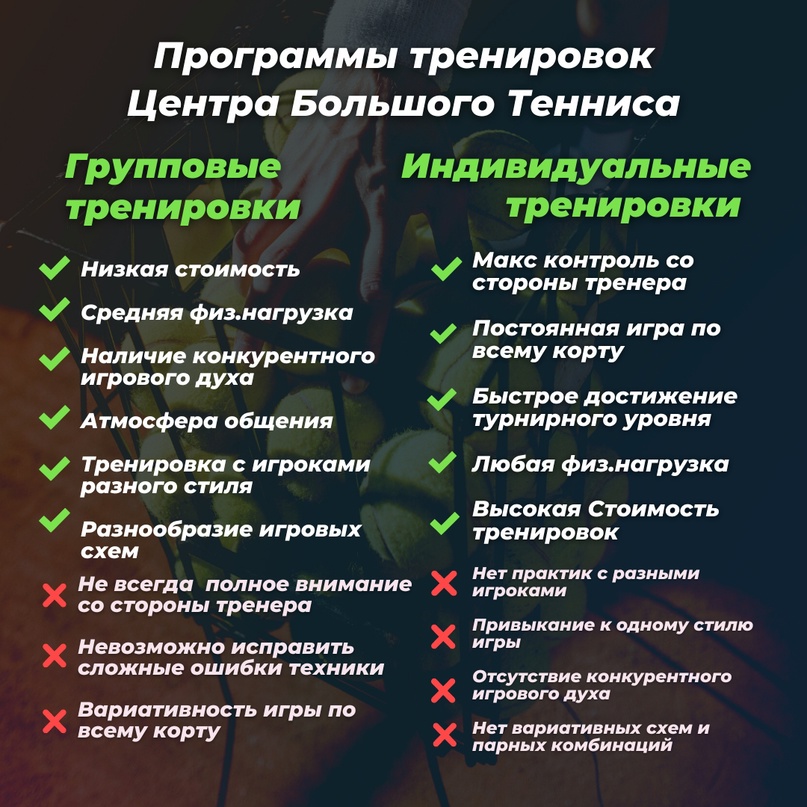 Программы тренировок
Центра Большого Тенниса
Групповые
тренировки
Низкая стоимость
Средняя физ.нагрузка
Наличие конкурентного
игрового духа
Атмосфера общения
Тренировка с игроками
разного стиля
Разнообразие игровых
схем
Не всегда полное внимание
со стороны тренера
Невозможно исправить
сложные ошибки техники
Вариативность игры по
всему корту
Индивидуальные
тренировки
Макс контроль со
стороны тренера
Постоянная игра по
всему корту
Быстрое достижение
турнирного уровня
Любая физ.нагрузка
Высокая Стоимость
тренировок
Нет практик с разными
игроками
Привыкание к одному стилю
игры
Отсутствие конкурентного
игрового духа
Нет вариативных схем и
парных комбинаций